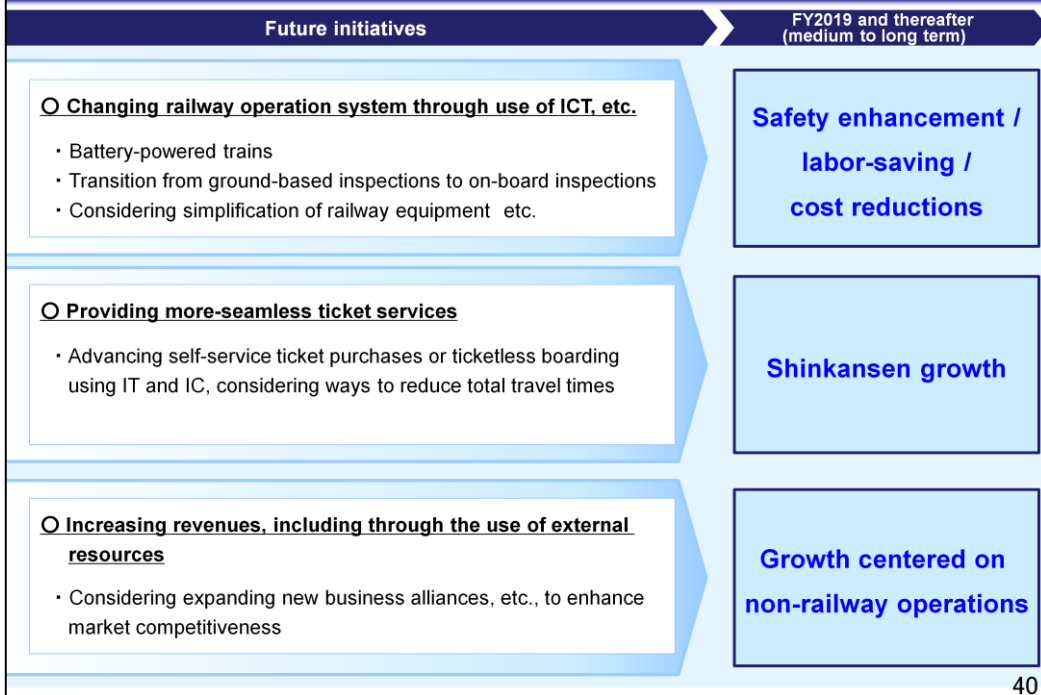 Future initiatives
FY2019 and thereafter
(medium to long term)
○ Changing railway operation system through use of ICT, etc.
・Battery-powered trains
・Transition from ground-based inspections to on-board inspections
・Considering simplification of railway equipment etc.
Safety enhancement /
labor-saving /
cost reductions
○ Providing more-seamless ticket services
・Advancing self-service ticket purchases or ticketless boarding
using IT and IC, considering ways to reduce total travel times
Shinkansen growth
○ Increasing revenues, including through the use of external
resources
・Considering expanding new business alliances, etc., to enhance
market competitiveness
Growth centered on
non-railway operations
40